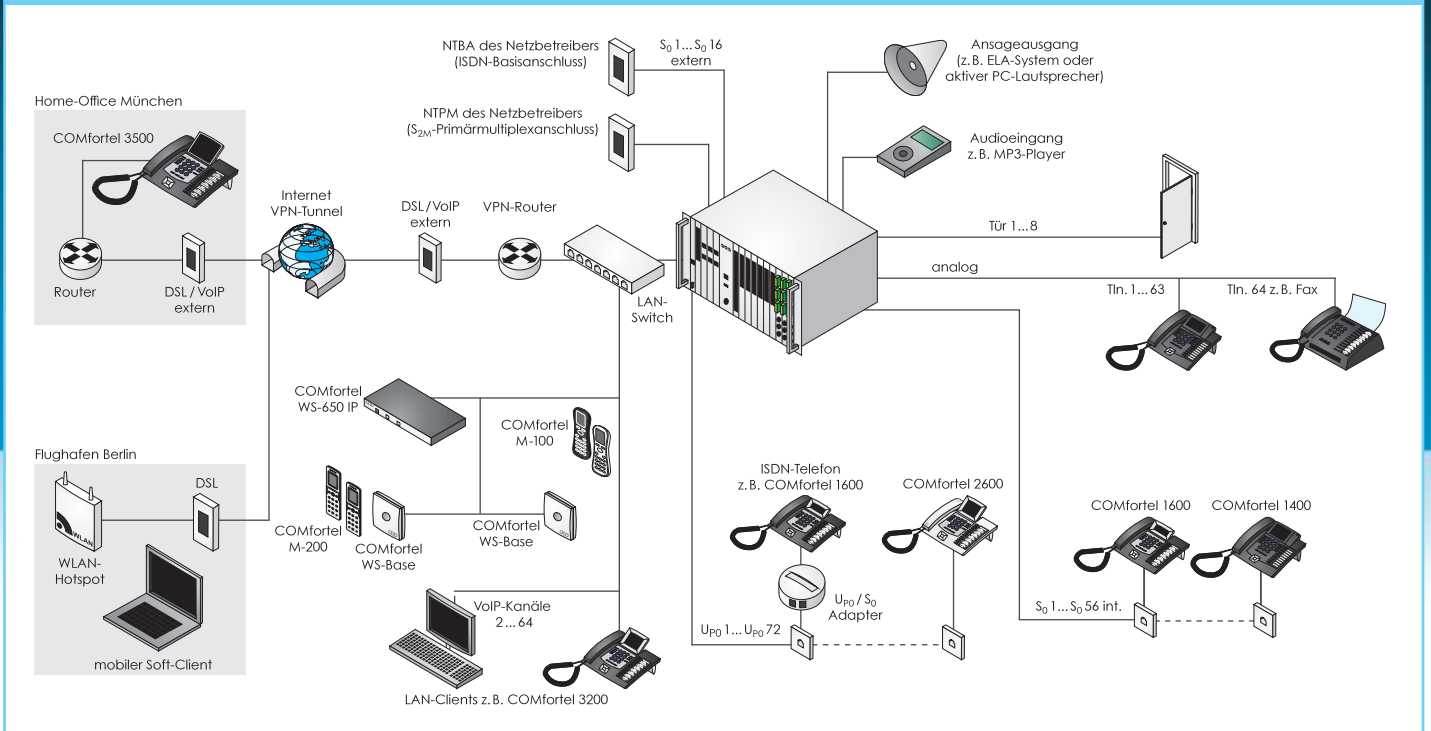 NTBA des Netzbetreibers
(ISDN-Basisanschluss)
S₀ 1... S₀ 16
extern
Ansageausgang
(z.B. ELA-System oder
aktiver PC-Lautsprecher)
Home-Office München
NTPM des Netzbetreibers
(S₂M-Primärmultiplexanschluss)
COMfortel 3500
Audioeingang
z.B. MP3-Player
Internet
VPN-Tunnel
DSL/VoIP
extern
VPN-Router
Tür 1...8
analog
Router
DSL/VoIP
extern
LAN-
Switch
Tln. 1...63
Tln. 64 z.B. Fax
COMfortel
WS-650 IP
COMfortel
M-100
Flughafen Berlin
DSL
WLAN
WLAN-
Hotspot
mobiler Soft-Client
COMfortel
M-200
COMfortel
WS-Base
COMfortel
WS-Base
ISDN-Telefon
z.B. COMfortel 1600
COMfortel 2600
COMfortel 1600
COMfortel 1400
VoIP-Kanäle
2...64
UP0 / S₀
Adapter
UP0 1... UP0 72
S₀ 1... S₀ 56 int.
LAN-Clients z.B. COMfortel 3200